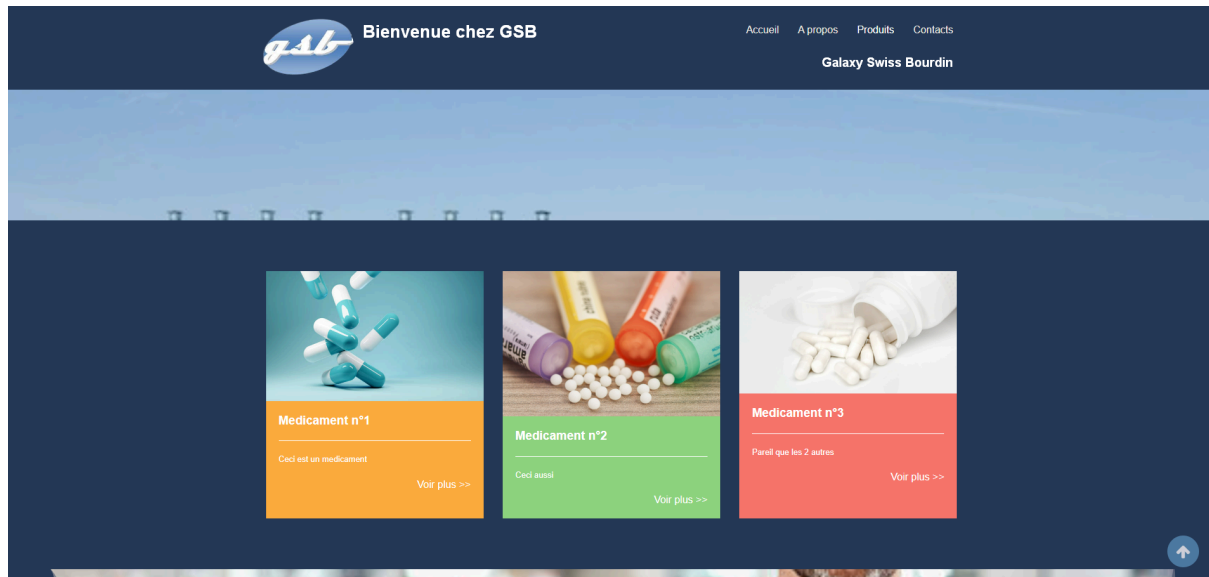 gsb
Bienvenue chez GSB
Accueil A propos Produits Contacts
Galaxy Swiss Bourdin
Medicament n°1
Ceci est un medicament
Voir plus >>
Medicament n°2
Ceci aussi
Voir plus >>
Medicament n°3
Pareil que les 2 autres
Voir plus >>